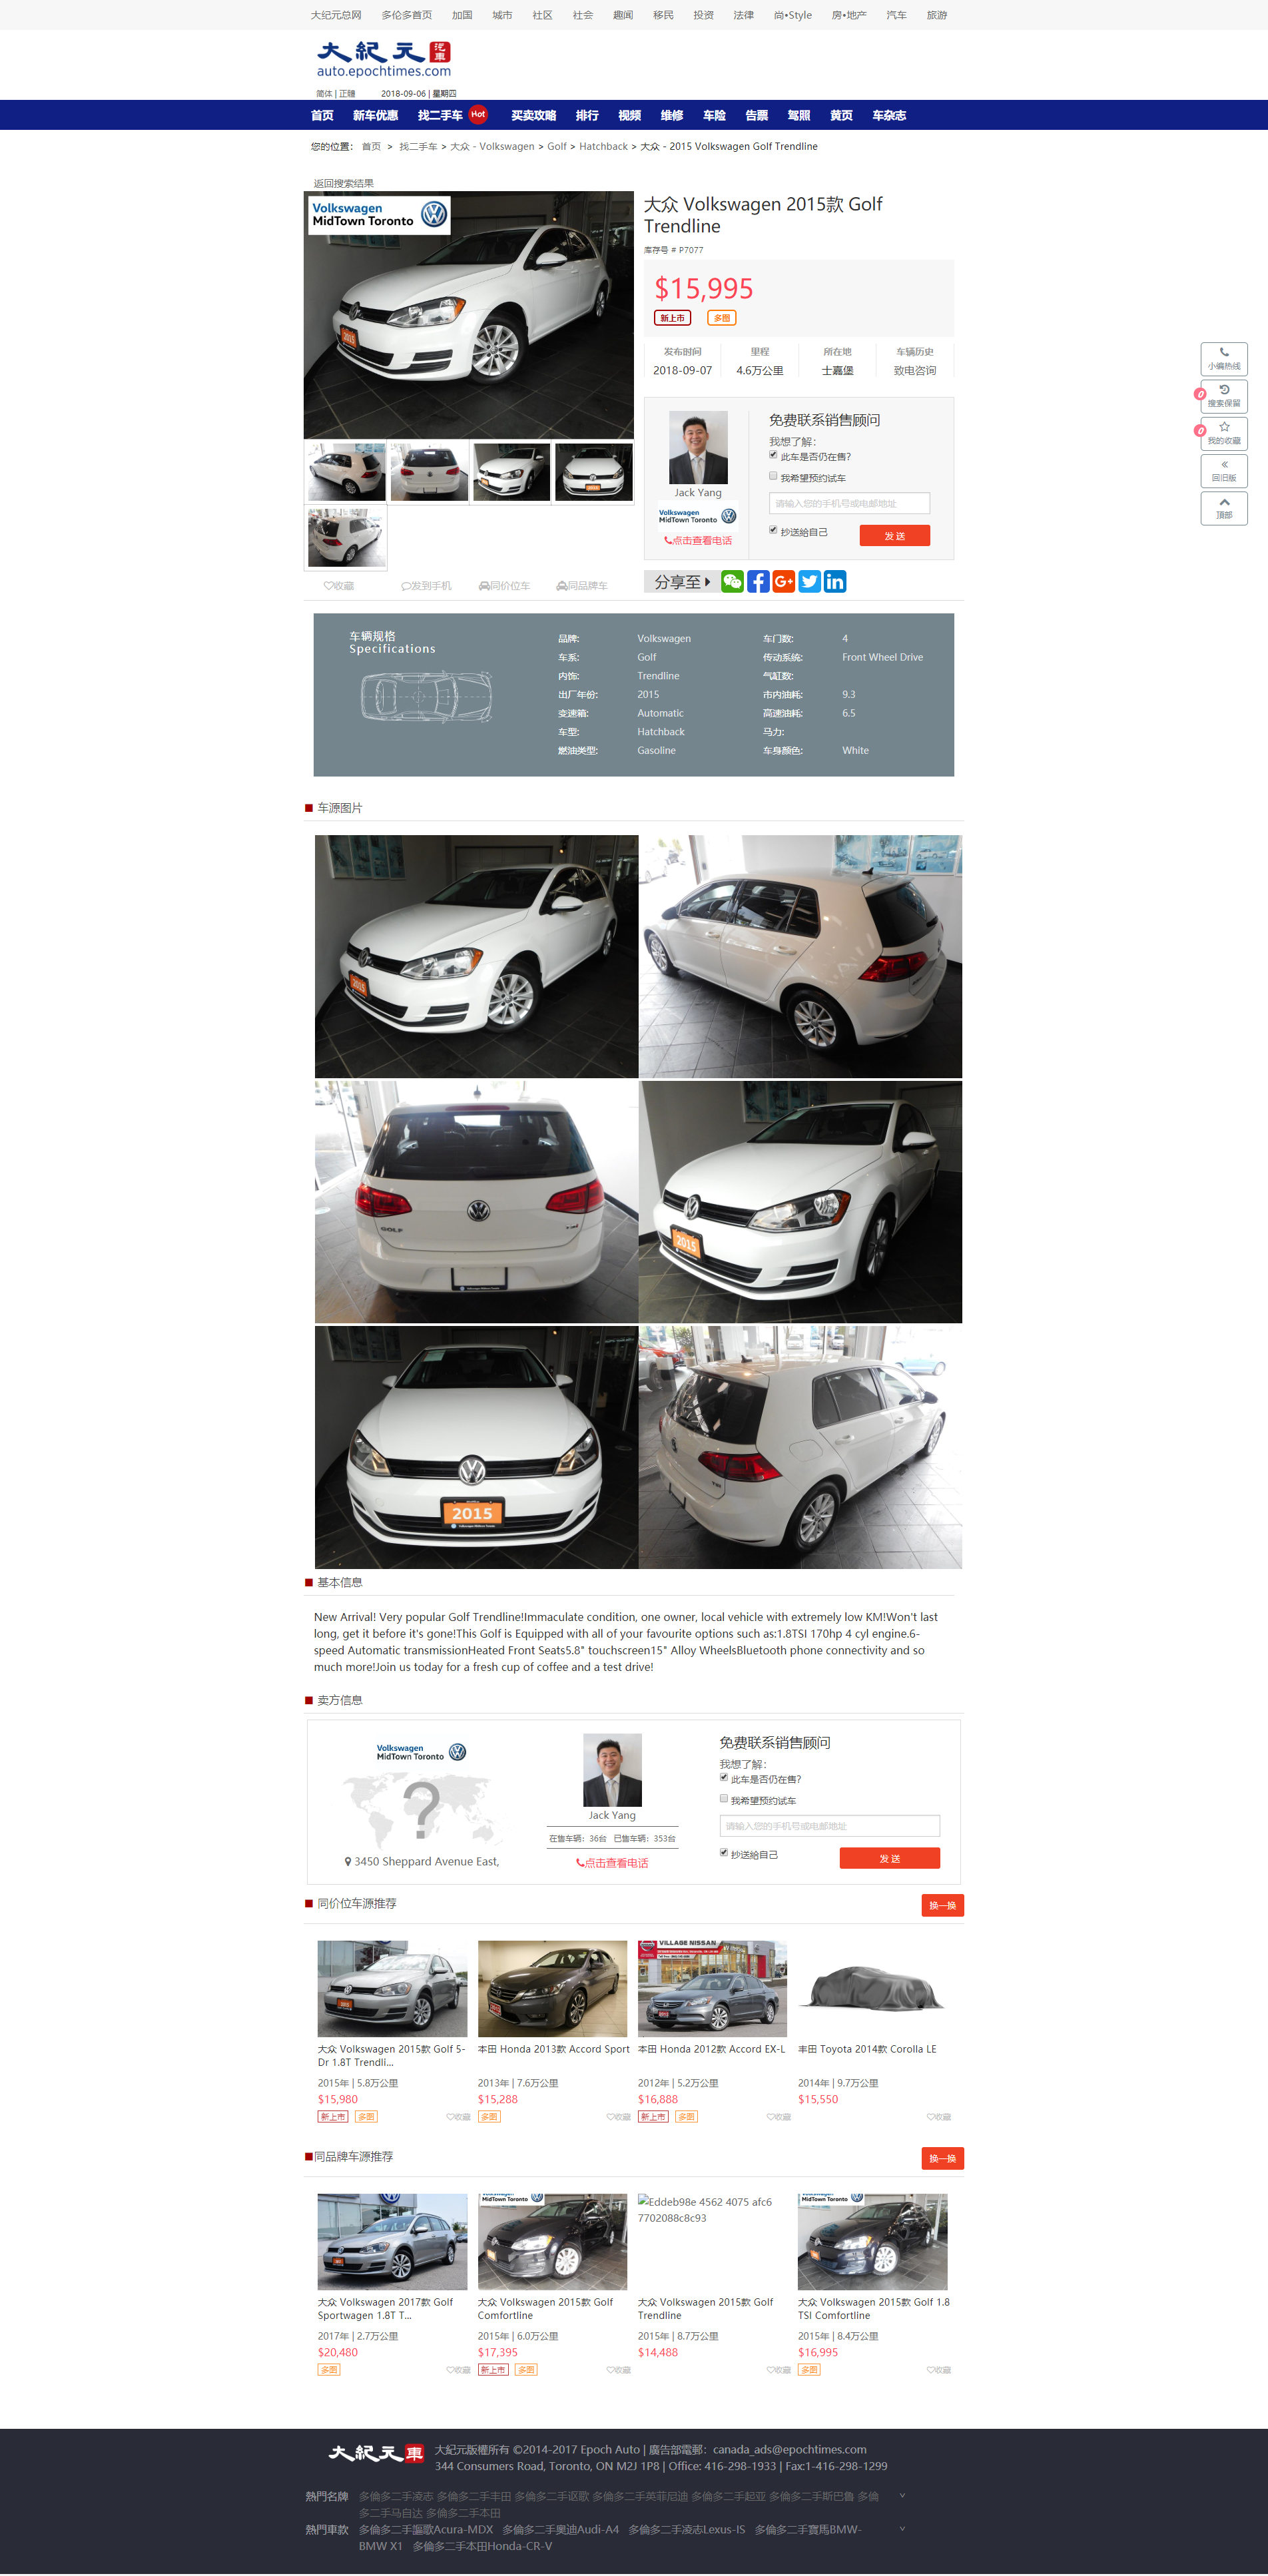 大纪元总网 多伦多首页 加国 城市 社区 社会 趣闻 移民 投资 法律 尚•Style 房•地产 汽车 旅游
大紀元 汽車
auto.epochtimes.com
简体 | 正體 2018-09-06 | 星期四
首页 新车优惠 找二手车 Hot 买卖攻略 排行 视频 维修 车险 告票 驾照 黄页 车杂志
您的位置： 首页 > 找二手车 > 大众 - Volkswagen > Golf > Hatchback > 大众 - 2015 Volkswagen Golf Trendline
返回搜索结果
Volkswagen
MidTown Toronto
2015
大众 Volkswagen 2015款 Golf
Trendline
库存号 # P7077
$15,995
新上市 多图
发布时间 里程 所在地 车辆历史
2018-09-07 4.6万公里 士嘉堡 致电咨询
免费联系销售顾问
我想了解：
此车是否仍在售?
我希望预约试车
请输入您的手机号或电邮地址
抄送給自己 发 送
Jack Yang
Volkswagen
MidTown Toronto
点击查看电话
收藏 发到手机 同价位车 同品牌车
分享至
小编热线
0
搜索保留
0
我的收藏
回旧版
顶部
车辆规格
Specifications
品牌: Volkswagen 车门数: 4
车系: Golf 传动系统: Front Wheel Drive
内饰: Trendline 气缸数:
出厂年份: 2015 市内油耗: 9.3
变速箱: Automatic 高速油耗: 6.5
车型: Hatchback 马力:
燃油类型: Gasoline 车身颜色: White
车源图片
2015
GOLF TSI
2015
2015
基本信息
New Arrival! Very popular Golf Trendline!Immaculate condition, one owner, local vehicle with extremely low KM!Won't last
long, get it before it's gone!This Golf is Equipped with all of your favourite options such as:1.8TSI 170hp 4 cyl engine.6-
speed Automatic transmissionHeated Front Seats5.8" touchscreen15" Alloy WheelsBluetooth phone connectivity and so
much more!Join us today for a fresh cup of coffee and a test drive!
卖方信息
Volkswagen
MidTown Toronto
?
3450 Sheppard Avenue East,
Jack Yang
在售车辆：36台 已售车辆：353台
点击查看电话
免费联系销售顾问
我想了解：
此车是否仍在售?
我希望预约试车
请输入您的手机号或电邮地址
抄送給自己 发 送
同价位车源推荐 换一换
VILLAGE NISSAN
大众 Volkswagen 2015款 Golf 5-
Dr 1.8T Trendli...
2015年 | 5.8万公里
$15,980
新上市 多图 收藏
本田 Honda 2013款 Accord Sport
2013年 | 7.6万公里
$15,288
多图 收藏
本田 Honda 2012款 Accord EX-L
2012年 | 5.2万公里
$16,888
新上市 多图 收藏
丰田 Toyota 2014款 Corolla LE
2014年 | 9.7万公里
$15,550
收藏
同品牌车源推荐 换一换
大众 Volkswagen 2017款 Golf
Sportwagen 1.8T T...
2017年 | 2.7万公里
$20,480
多图 收藏
MidTown Toronto
大众 Volkswagen 2015款 Golf
Comfortline
2015年 | 6.0万公里
$17,395
新上市 多图 收藏
Eddeb98e 4562 4075 afc6
7702088c8c93
大众 Volkswagen 2015款 Golf
Trendline
2015年 | 8.7万公里
$14,488
收藏
MidTown Toronto
大众 Volkswagen 2015款 Golf 1.8
TSI Comfortline
2015年 | 8.4万公里
$16,995
多图 收藏
大紀元 車
大紀元版權所有 ©2014-2017 Epoch Auto | 廣告部電郵：canada_ads@epochtimes.com
344 Consumers Road, Toronto, ON M2J 1P8 | Office: 416-298-1933 | Fax:1-416-298-1299
熱門名牌 多倫多二手凌志 多倫多二手丰田 多倫多二手讴歌 多倫多二手英菲尼迪 多倫多二手起亚 多倫多二手斯巴鲁 多倫
多二手马自达 多倫多二手本田
熱門車款 多倫多二手謳歌Acura-MDX 多倫多二手奧迪Audi-A4 多倫多二手凌志Lexus-IS 多倫多二手寶馬BMW-
BMW X1 多倫多二手本田Honda-CR-V